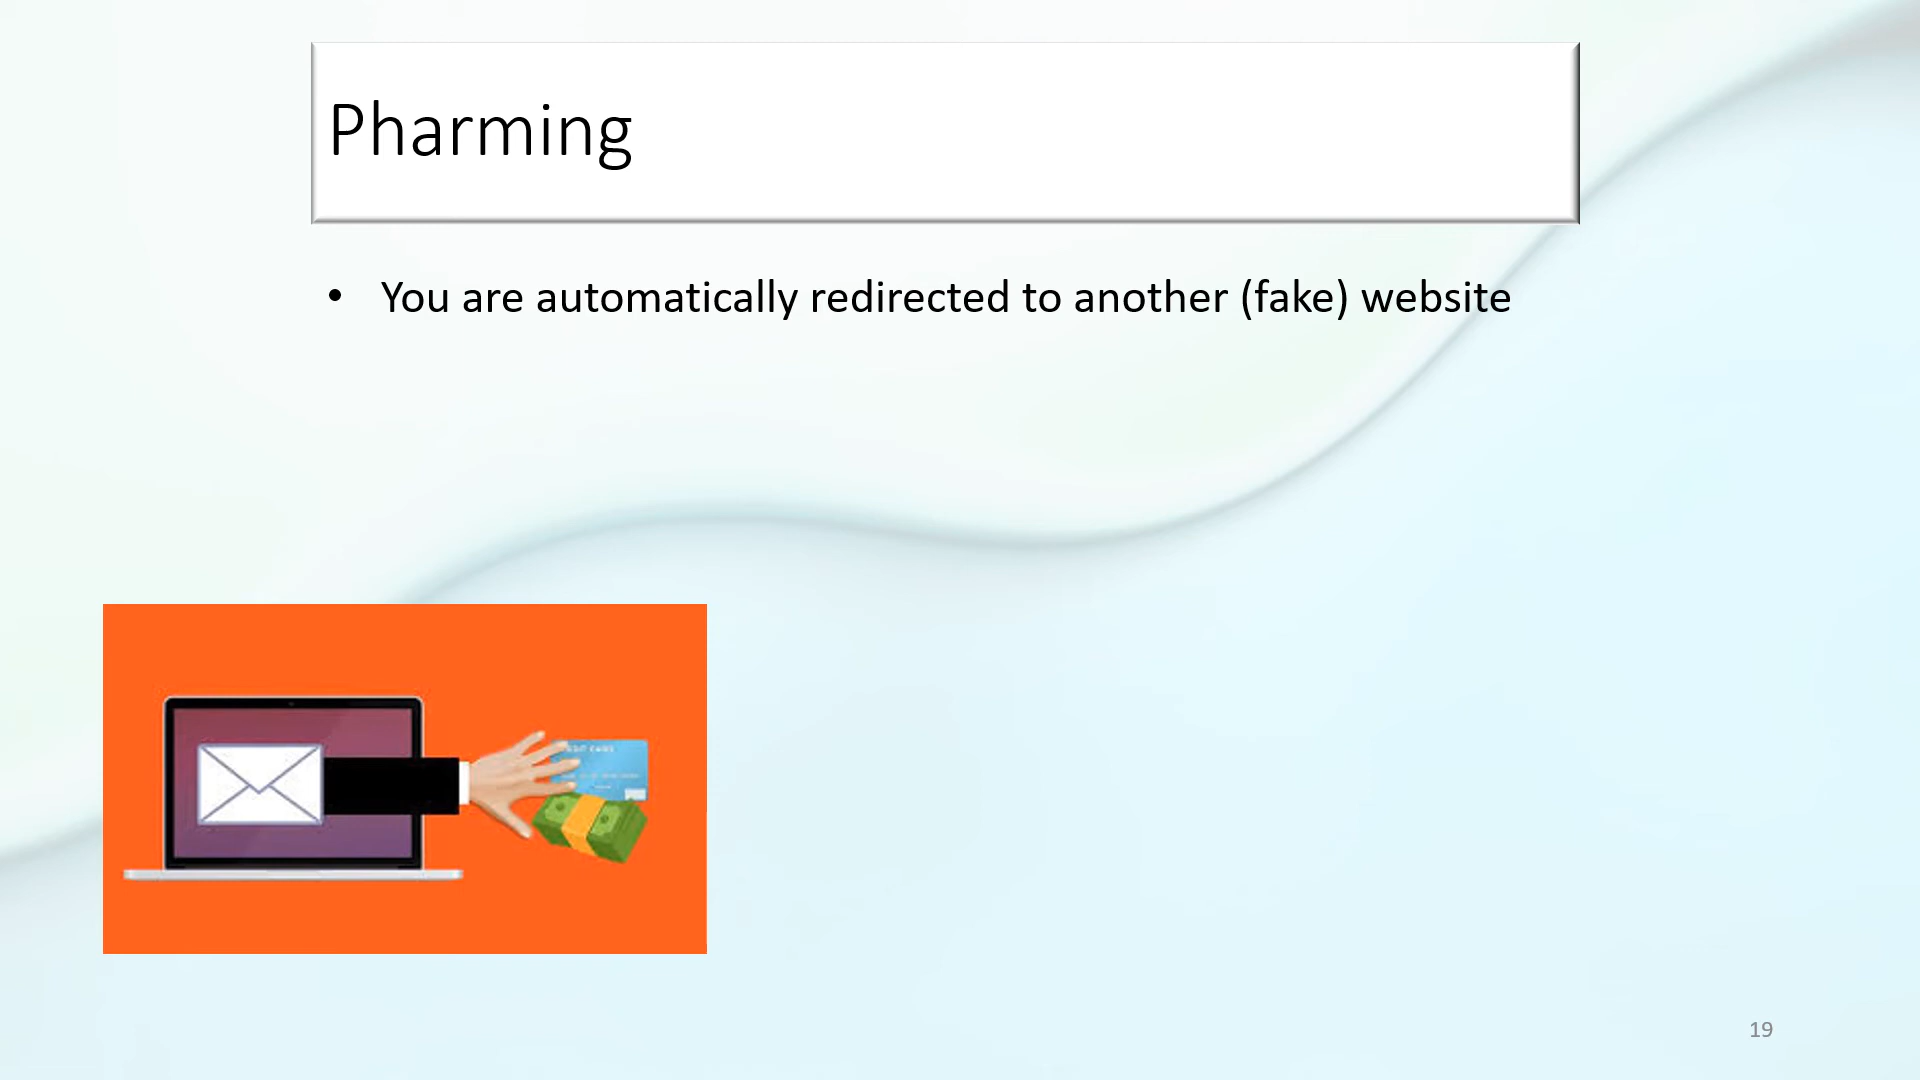 Pharming
• You are automatically redirected to another (fake) website
19